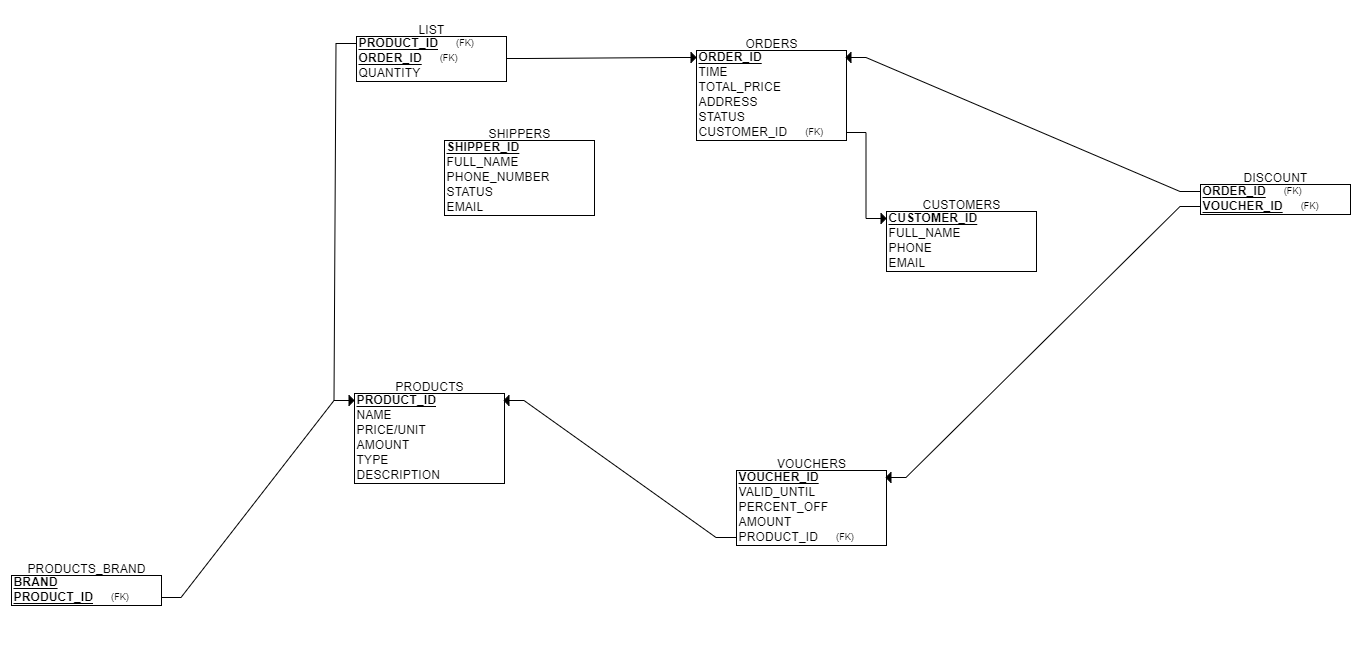 LIST
PRODUCT_ID (FK)
ORDER_ID (FK)
QUANTITY
ORDERS
ORDER_ID
TIME
TOTAL_PRICE
ADDRESS
STATUS
CUSTOMER_ID (FK)
SHIPPERS
SHIPPER_ID
FULL_NAME
PHONE_NUMBER
STATUS
EMAIL
DISCOUNT
ORDER_ID (FK)
VOUCHER_ID (FK)
CUSTOMERS
CUSTOMER_ID
FULL_NAME
PHONE
EMAIL
PRODUCTS
PRODUCT_ID
NAME
PRICE/UNIT
AMOUNT
TYPE
DESCRIPTION
VOUCHERS
VOUCHER_ID
VALID_UNTIL
PERCENT_OFF
AMOUNT
PRODUCT_ID (FK)
PRODUCTS_BRAND
BRAND
PRODUCT_ID (FK)